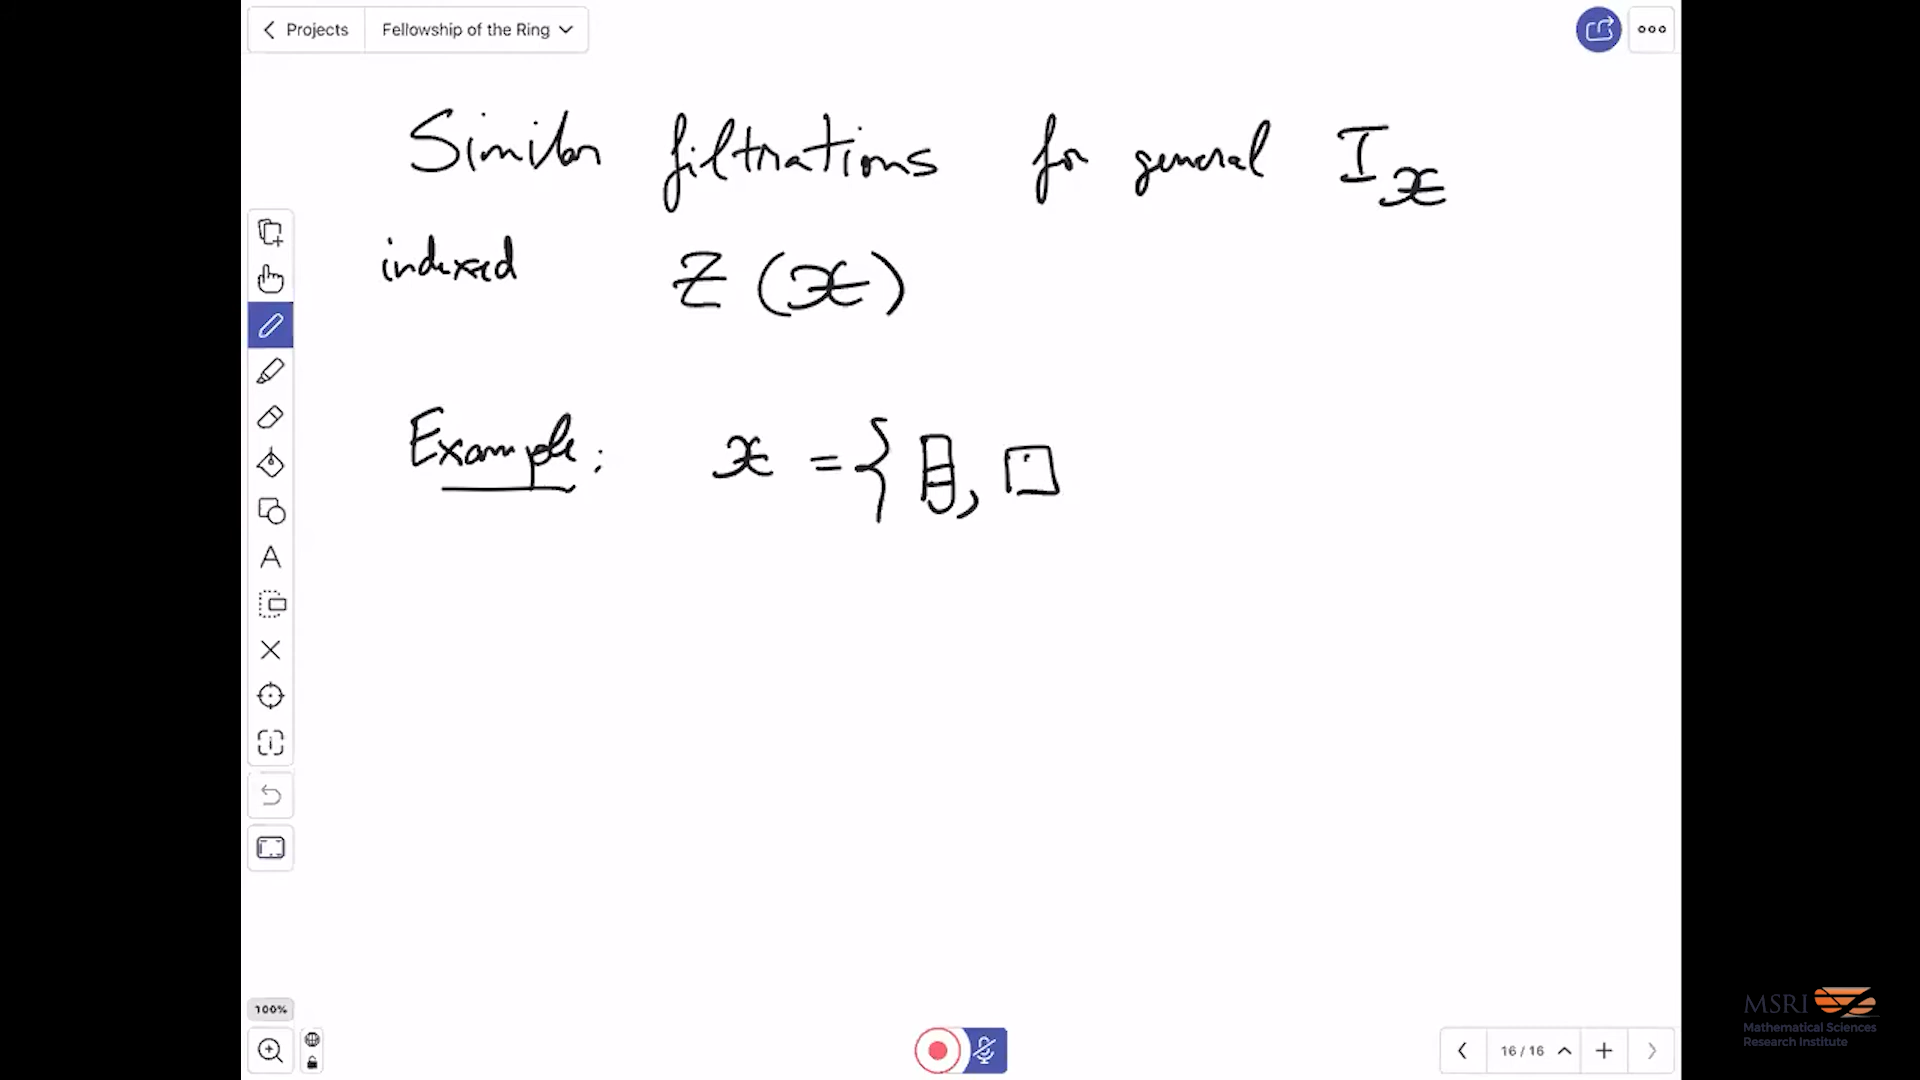 Projects
Fellowship of the Ring
Similar filtrations for general I_𝒳
indexed Z(𝒳)
Example: 𝒳 = { ,
A
100%
16/16
MSRI
Mathematical Sciences
Research Institute